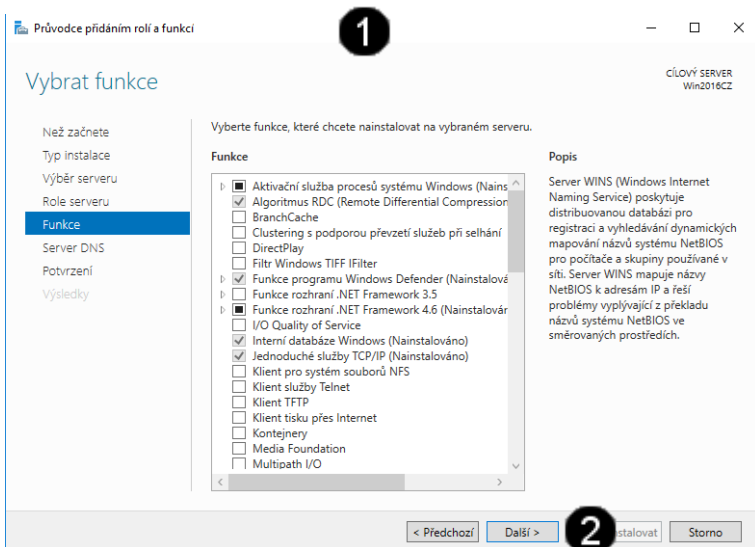 Průvodce přidáním rolí a funkcí
1
Vybrat funkce
CÍLOVÝ SERVER
Win2016CZ
Než začnete
Typ instalace
Výběr serveru
Role serveru
Funkce
Server DNS
Potvrzení
Výsledky
Vyberte funkce, které chcete nainstalovat na vybraném serveru.
Funkce
Aktivační služba procesů systému Windows (Nains
Algoritmus RDC (Remote Differential Compression
BranchCache
Clustering s podporou převzetí služeb při selhání
DirectPlay
Filtr Windows TIFF IFilter
Funkce programu Windows Defender (Nainstalová
Funkce rozhraní .NET Framework 3.5
Funkce rozhraní .NET Framework 4.6 (Nainstalovár
I/O Quality of Service
Interní databáze Windows (Nainstalováno)
Jednoduché služby TCP/IP (Nainstalováno)
Klient pro systém souborů NFS
Klient služby Telnet
Klient TFTP
Klient tisku přes Internet
Kontejnery
Media Foundation
Multipath I/O
Popis
Server WINS (Windows Internet
Naming Service) poskytuje
distribuovanou databázi pro
registraci a vyhledávání dynamických
mapování názvů systému NetBIOS
pro počítače a skupiny používané v
síti. Server WINS mapuje názvy
NetBIOS k adresám IP a řeší
problémy vyplývající z překladu
názvů systému NetBIOS ve
směrovaných prostředích.
< Předchozí
Další >
2
stalovat
Storno